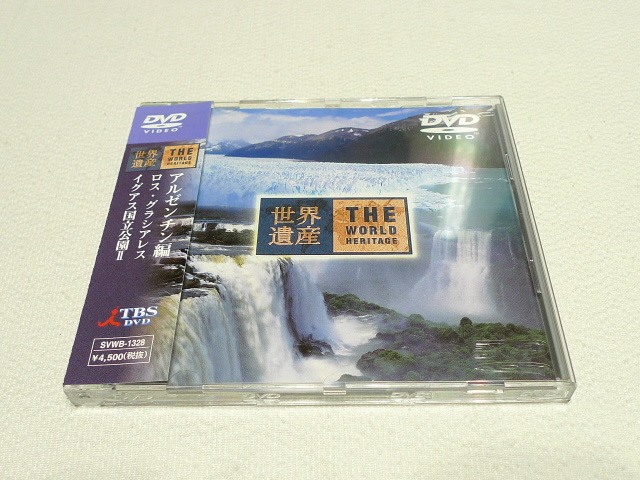 DVD
VIDEO
世界
遺産
THE
WORLD
HERITAGE
アルゼンチン編
ロス・グラシアレス
イグアス国立公園II
iTBS
DVD
SVWB-1328
¥4,500(税抜)
DVD
VIDEO
世界
遺産
THE
WORLD
HERITAGE